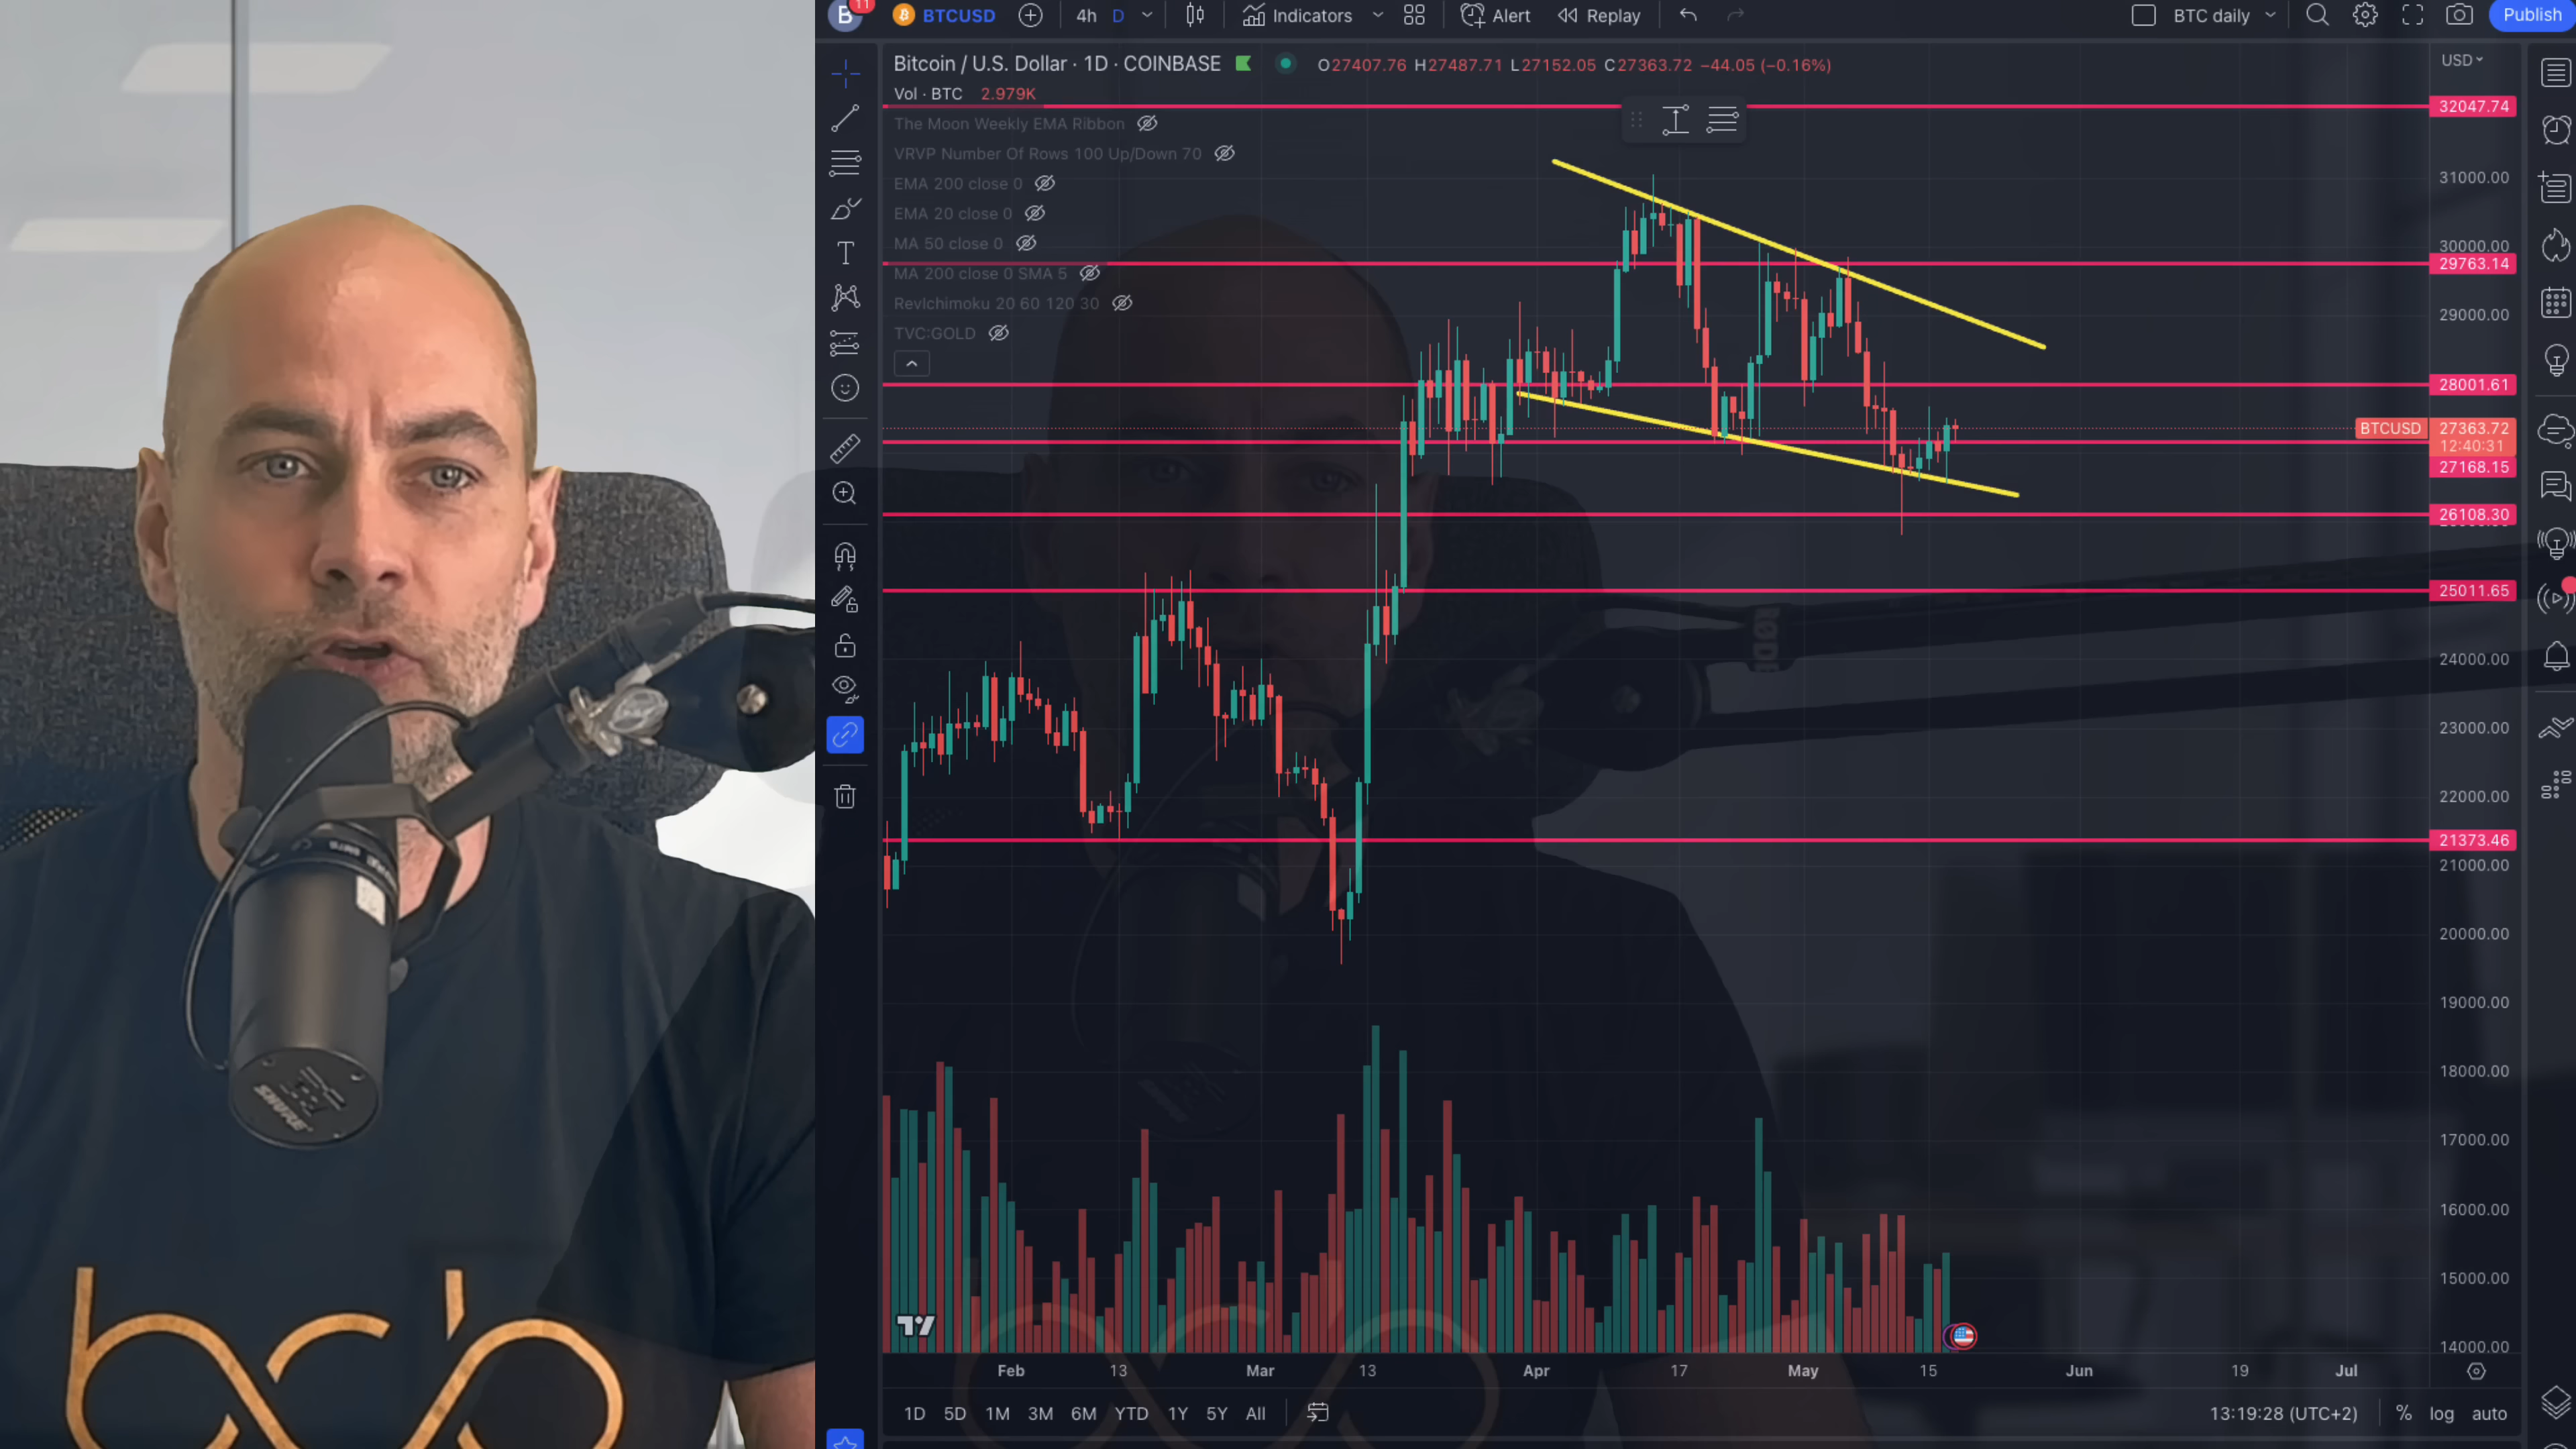 B 11 BTCUSD 4h D Indicators Alert Replay BTC daily Publish
Bitcoin / U.S. Dollar · 1D · COINBASE O27407.76 H27487.71 L27152.05 C27363.72 −44.05 (−0.16%)
USD
Vol · BTC 2.979K
32047.74
The Moon Weekly EMA Ribbon
VRVP Number Of Rows 100 Up/Down 70
31000.00
EMA 200 close 0
EMA 20 close 0
MA 50 close 0
30000.00
29763.14
MA 200 close 0 SMA 5
RevIchimoku 20 60 120 30
29000.00
TVC:GOLD
28001.61
BTCUSD 27363.72
12:40:31
27168.15
26108.30
25011.65
24000.00
23000.00
22000.00
21373.46
21000.00
20000.00
19000.00
18000.00
17000.00
16000.00
15000.00
14000.00
Feb 13 Mar 13 Apr 17 May 15 Jun 19 Jul
1D 5D 1M 3M 6M YTD 1Y 5Y All
13:19:28 (UTC+2) % log auto
SHURE
bcb